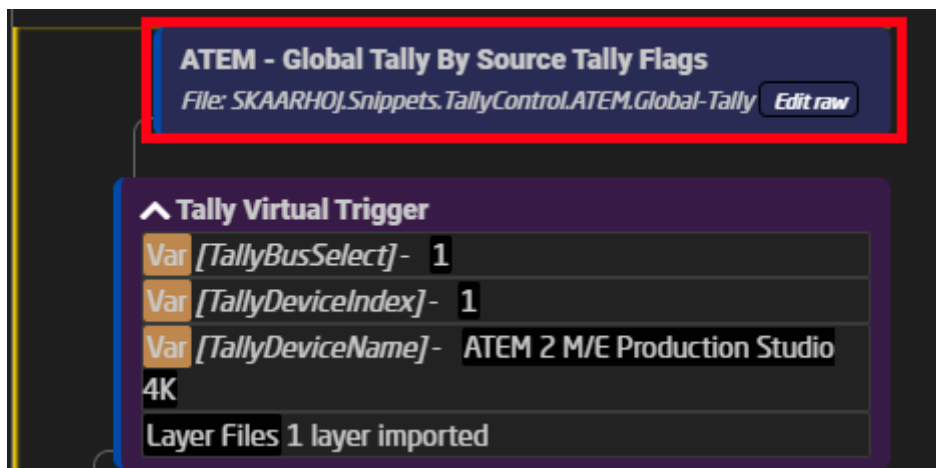 ATEM - Global Tally By Source Tally Flags
File: SKAARHOJ.Snippets.TallyControl.ATEM.Global-Tally Edit raw
Tally Virtual Trigger
Var [TallyBusSelect] - 1
Var [TallyDeviceIndex] - 1
Var [TallyDeviceName] - ATEM 2 M/E Production Studio
4K
Layer Files 1 layer imported